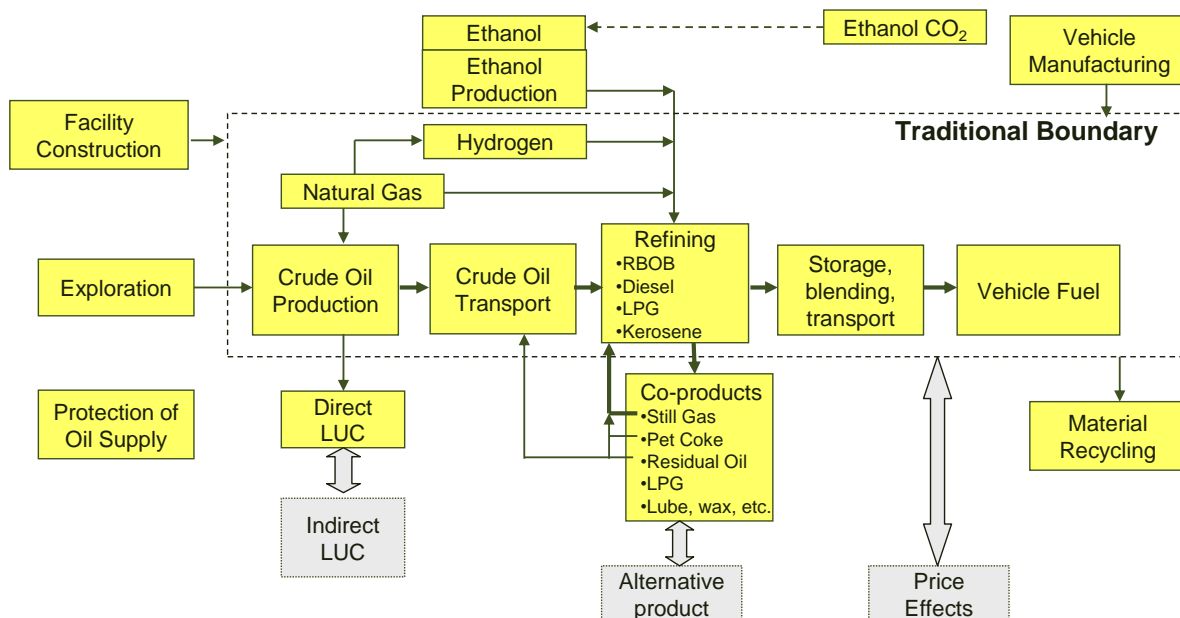 Ethanol
Ethanol CO₂
Vehicle
Manufacturing
Ethanol
Production
Facility
Construction
Traditional Boundary
Hydrogen
Natural Gas
Exploration
Crude Oil
Production
Crude Oil
Transport
Refining
•RBOB
•Diesel
•LPG
•Kerosene
Storage,
blending,
transport
Vehicle Fuel
Protection of
Oil Supply
Direct
LUC
Co-products
•Still Gas
•Pet Coke
•Residual Oil
•LPG
•Lube, wax, etc.
Material
Recycling
Indirect
LUC
Alternative
product
Price
Effects